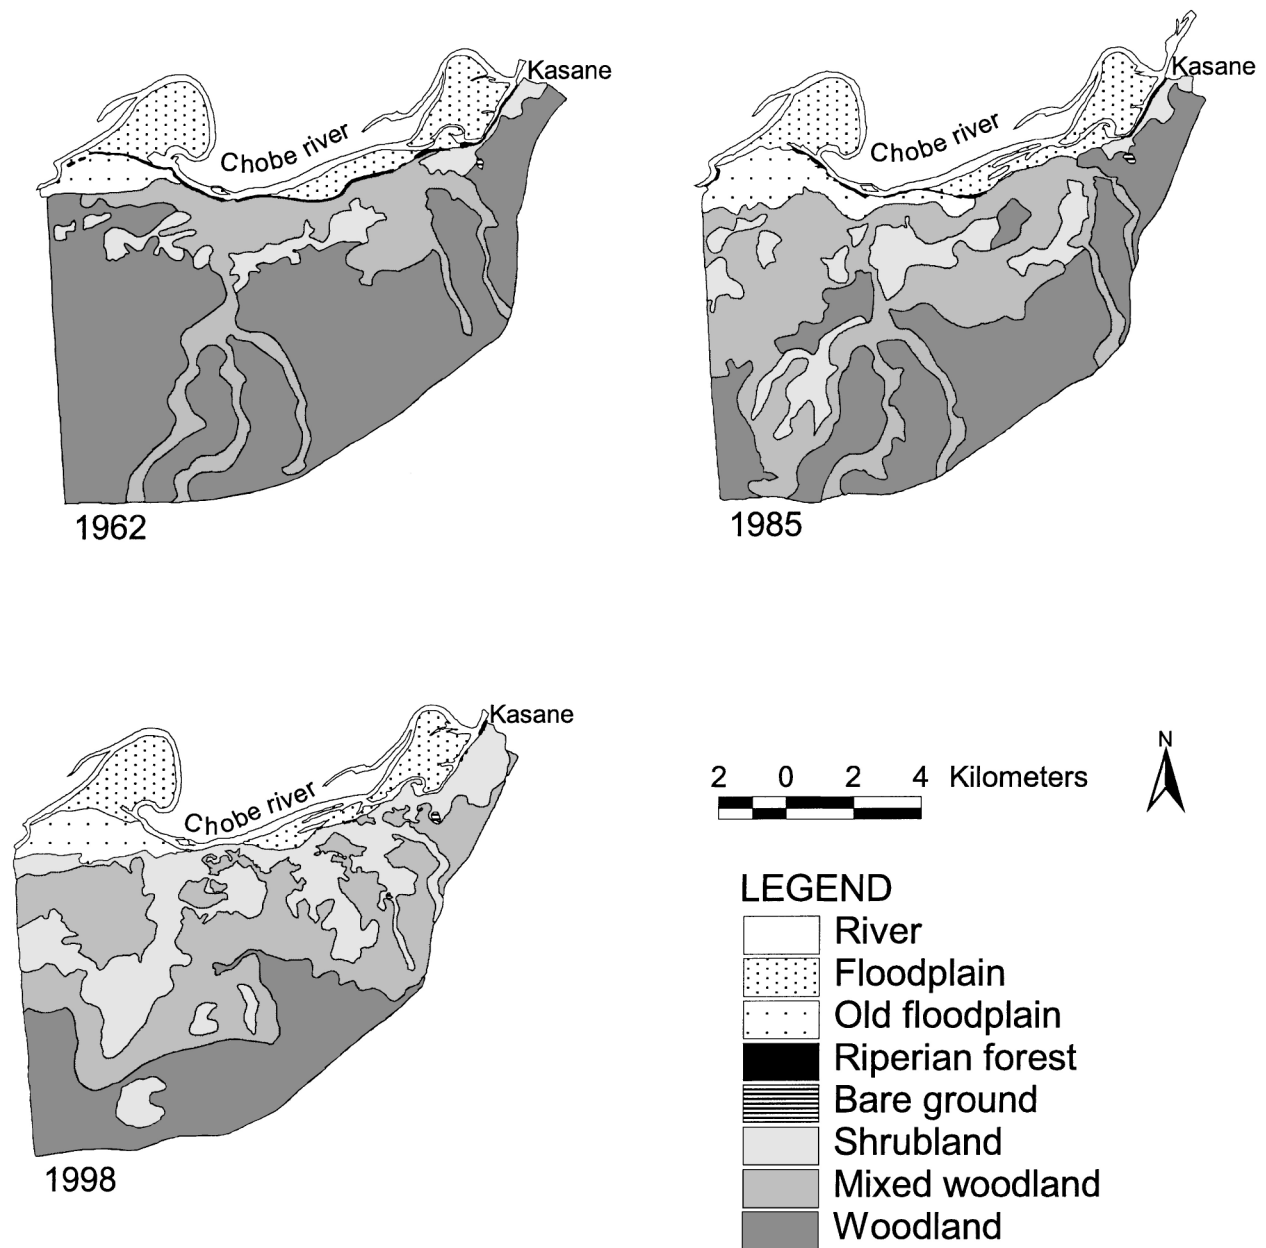 Kasane
Chobe river
1962
Kasane
Chobe river
1985
Kasane
Chobe river
1998
N
2 0 2 4 Kilometers
LEGEND
River
Floodplain
Old floodplain
Riperian forest
Bare ground
Shrubland
Mixed woodland
Woodland